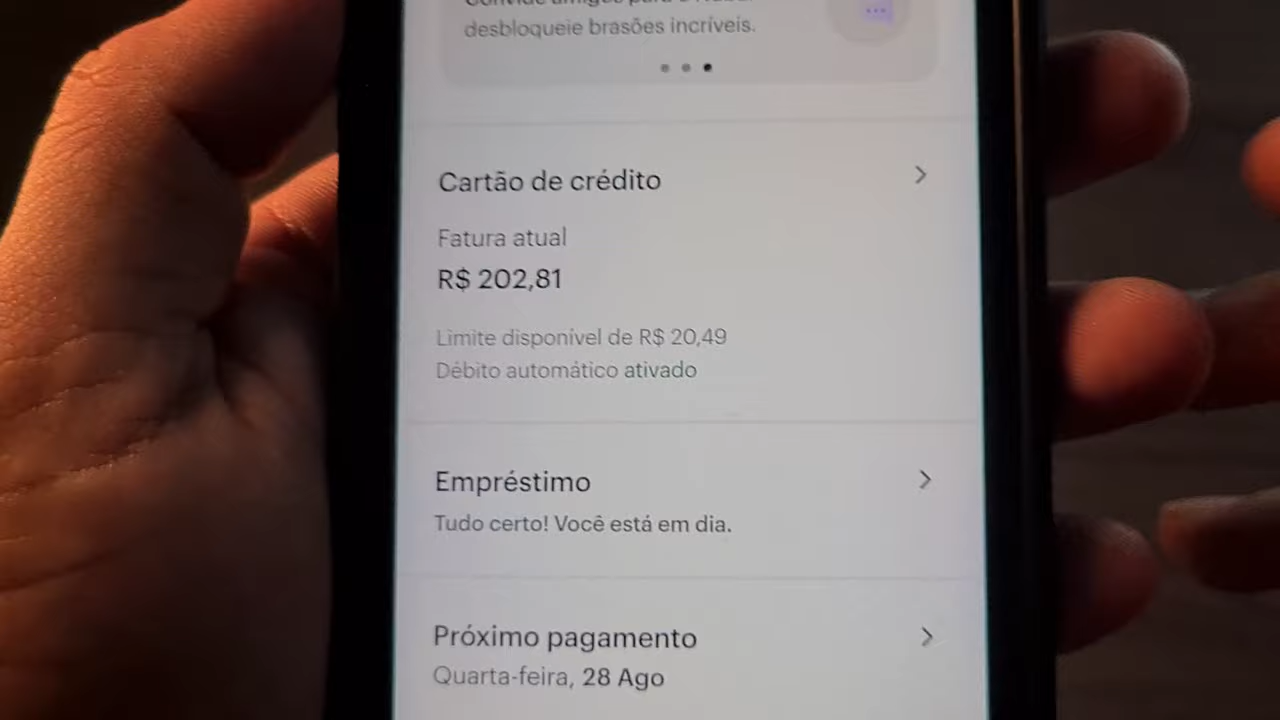 desbloqueie brasões incríveis.
Cartão de crédito
Fatura atual
R$ 202,81
Limite disponível de R$ 20,49
Débito automático ativado
Empréstimo
Tudo certo! Você está em dia.
Próximo pagamento
Quarta-feira, 28 Ago